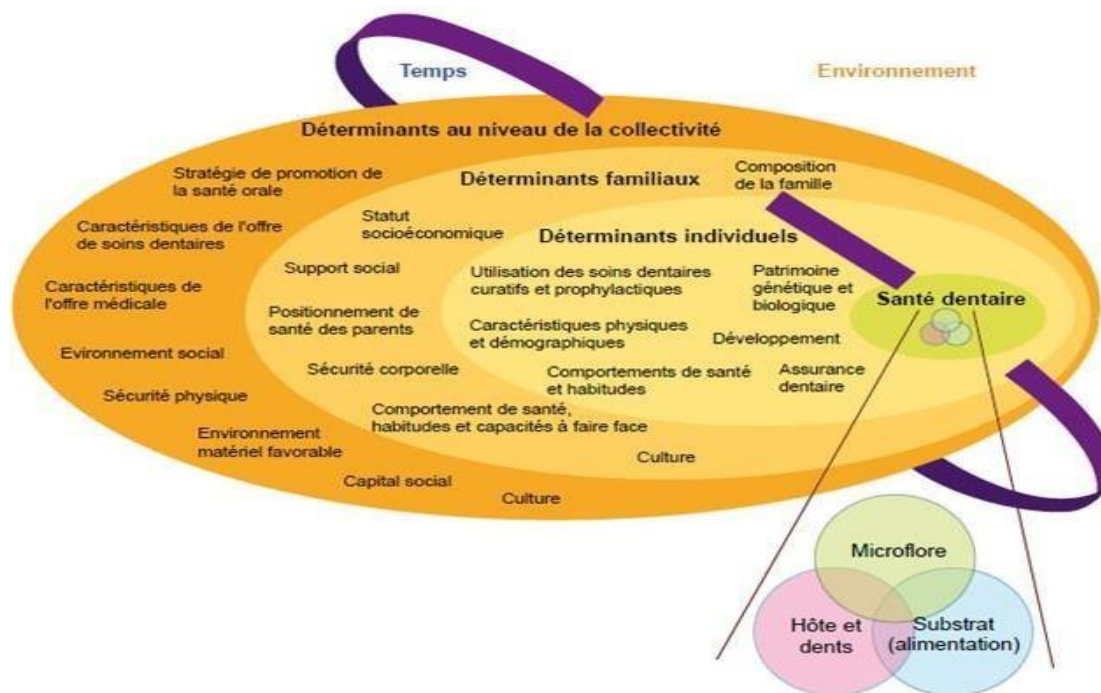 Temps
Environnement
Déterminants au niveau de la collectivité
Stratégie de promotion de
la santé orale
Caractéristiques de l'offre
de soins dentaires
Caractéristiques de
l'offre médicale
Evironnement social
Sécurité physique
Environnement
matériel favorable
Capital social
Culture
Déterminants familiaux
Composition
de la famille
Statut
socioéconomique
Support social
Positionnement de
santé des parents
Sécurité corporelle
Comportement de santé,
habitudes et capacités à faire face
Culture
Déterminants individuels
Utilisation des soins dentaires
curatifs et prophylactiques
Patrimoine
génétique et
biologique
Caractéristiques physiques
et démographiques
Développement
Comportements de santé
et habitudes
Assurance
dentaire
Santé dentaire
Microflore
Hôte et
dents
Substrat
(alimentation)